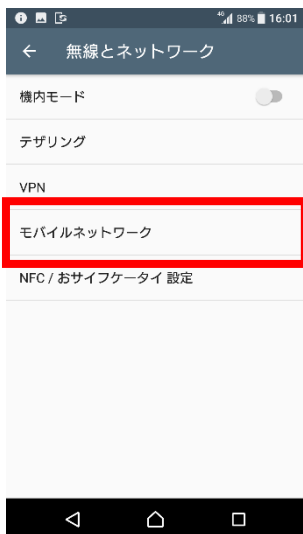 4G 88% 16:01
無線とネットワーク
機内モード
テザリング
VPN
モバイルネットワーク
NFC / おサイフケータイ 設定